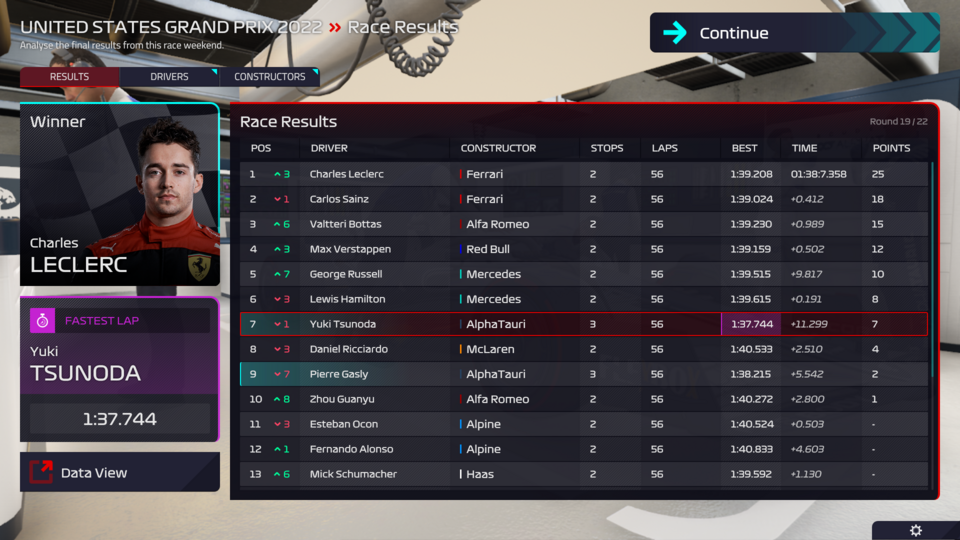 UNITED STATES GRAND PRIX 2022 » Race Results
Analyse the final results from this race weekend.
Continue
RESULTS DRIVERS CONSTRUCTORS
Winner
Charles
LECLERC
FASTEST LAP
Yuki
TSUNODA
1:37.744
Data View
Race Results Round 19 / 22
POS DRIVER CONSTRUCTOR STOPS LAPS BEST TIME POINTS
1 3 Charles Leclerc Ferrari 2 56 1:39.208 01:38:7.358 25
2 1 Carlos Sainz Ferrari 2 56 1:39.024 +0.412 18
3 6 Valtteri Bottas Alfa Romeo 2 56 1:39.230 +0.989 15
4 3 Max Verstappen Red Bull 2 56 1:39.159 +0.502 12
5 7 George Russell Mercedes 2 56 1:39.515 +9.817 10
6 3 Lewis Hamilton Mercedes 2 56 1:39.615 +0.191 8
7 1 Yuki Tsunoda AlphaTauri 3 56 1:37.744 +11.299 7
8 3 Daniel Ricciardo McLaren 2 56 1:40.533 +2.510 4
9 7 Pierre Gasly AlphaTauri 3 56 1:38.215 +5.542 2
10 8 Zhou Guanyu Alfa Romeo 2 56 1:40.272 +2.800 1
11 3 Esteban Ocon Alpine 2 56 1:40.524 +0.503 -
12 1 Fernando Alonso Alpine 2 56 1:40.833 +4.603 -
13 6 Mick Schumacher Haas 2 56 1:39.592 +1.130 -